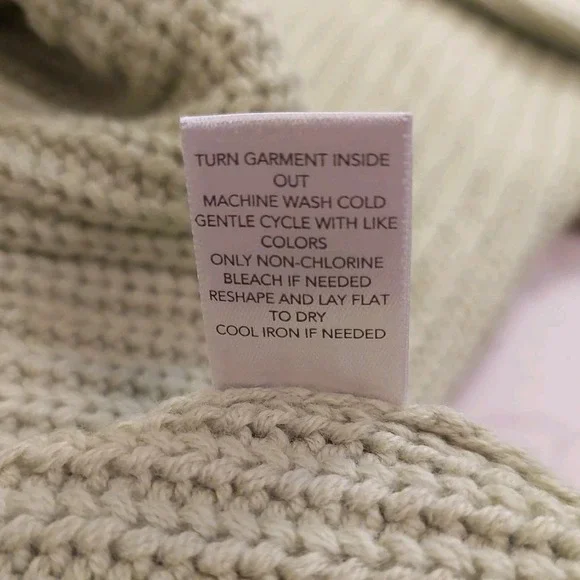 TURN GARMENT INSIDE
OUT
MACHINE WASH COLD
GENTLE CYCLE WITH LIKE
COLORS
ONLY NON-CHLORINE
BLEACH IF NEEDED
RESHAPE AND LAY FLAT
TO DRY
COOL IRON IF NEEDED